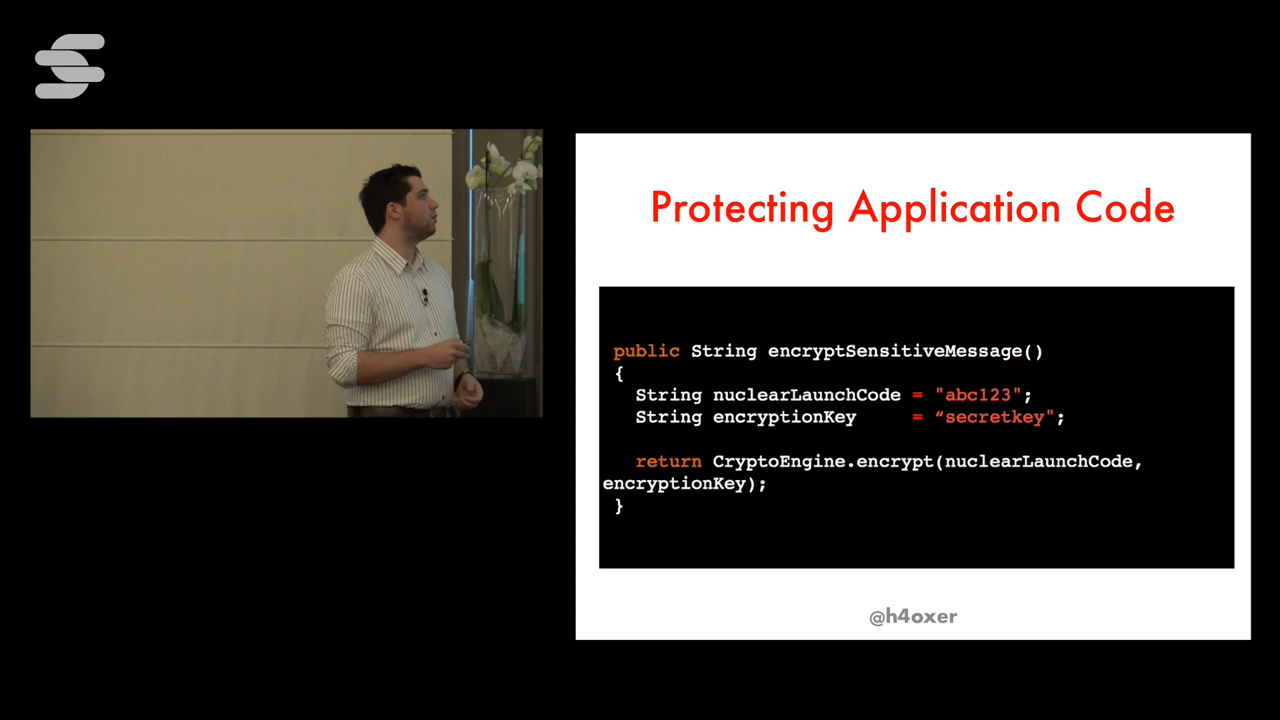 Protecting Application Code
public String encryptSensitiveMessage()
{
String nuclearLaunchCode = "abc123";
String encryptionKey = “secretkey";
return CryptoEngine.encrypt(nuclearLaunchCode,
encryptionKey);
}
@h4oxer